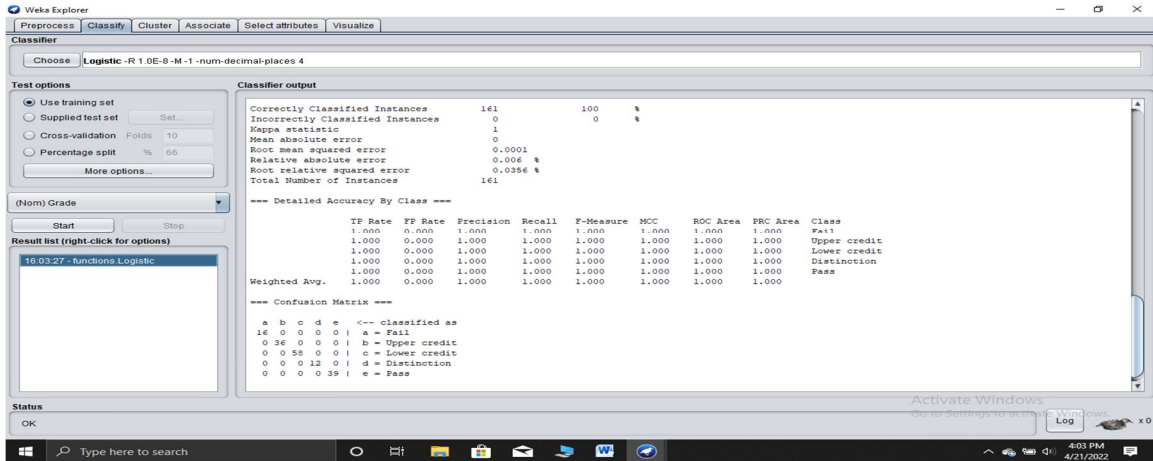 Weka Explorer
Preprocess Classify Cluster Associate Select attributes Visualize
Classifier
Choose Logistic -R 1.0E-8 -M -1 -num-decimal-places 4
Test options
Use training set
Supplied test set Set...
Cross-validation Folds 10
Percentage split % 66
More options...
(Nom) Grade
Start Stop
Result list (right-click for options)
16:03:27 - functions.Logistic
Classifier output
Correctly Classified Instances 161 100 %
Incorrectly Classified Instances 0 0 %
Kappa statistic 1
Mean absolute error 0
Root mean squared error 0.0001
Relative absolute error 0.006 %
Root relative squared error 0.0356 %
Total Number of Instances 161
=== Detailed Accuracy By Class ===
TP Rate FP Rate Precision Recall F-Measure MCC ROC Area PRC Area Class
1.000 0.000 1.000 1.000 1.000 1.000 1.000 1.000 Fail
1.000 0.000 1.000 1.000 1.000 1.000 1.000 1.000 Upper credit
1.000 0.000 1.000 1.000 1.000 1.000 1.000 1.000 Lower credit
1.000 0.000 1.000 1.000 1.000 1.000 1.000 1.000 Distinction
1.000 0.000 1.000 1.000 1.000 1.000 1.000 1.000 Pass
Weighted Avg. 1.000 0.000 1.000 1.000 1.000 1.000 1.000 1.000
=== Confusion Matrix ===
a b c d e <-- classified as
16 0 0 0 0 | a = Fail
0 36 0 0 0 | b = Upper credit
0 0 58 0 0 | c = Lower credit
0 0 0 12 0 | d = Distinction
0 0 0 0 39 | e = Pass
Activate Windows
Go to Settings to activate Windows.
Status
OK
Log x 0
Type here to search
4:03 PM
4/21/2022